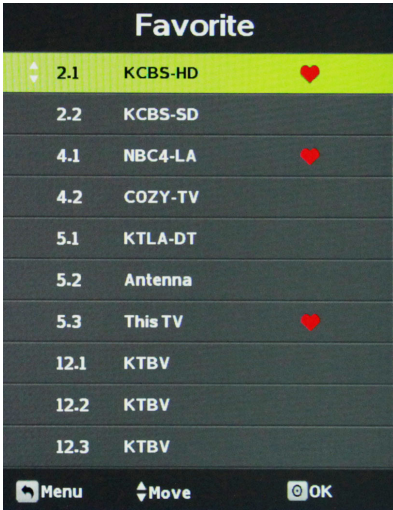 Favorite
2.1 KCBS-HD
2.2 KCBS-SD
4.1 NBC4-LA
4.2 COZY-TV
5.1 KTLA-DT
5.2 Antenna
5.3 This TV
12.1 KTBV
12.2 KTBV
12.3 KTBV
Menu Move OK